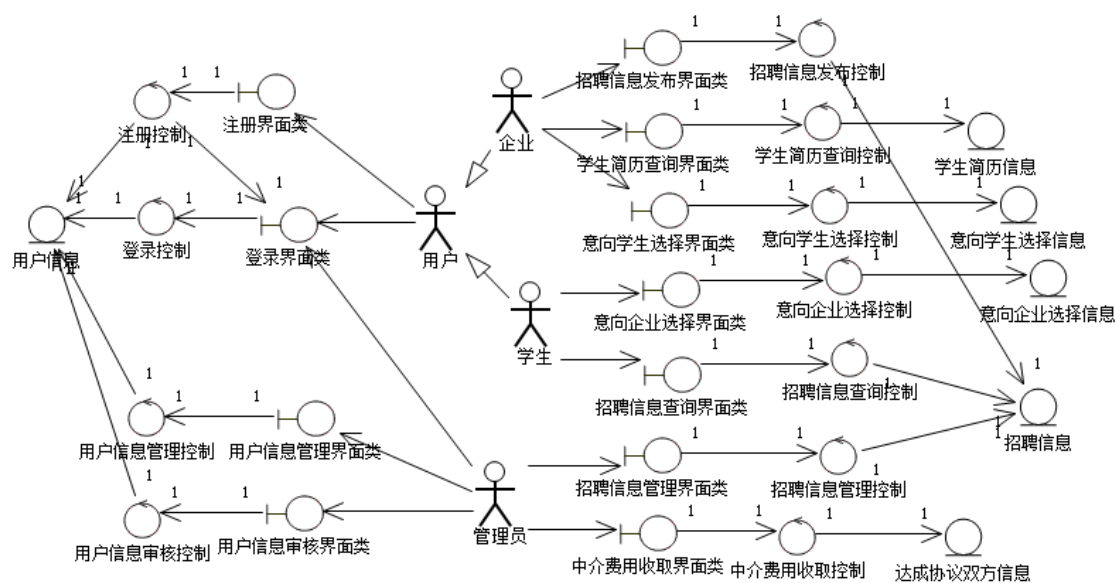 招聘信息发布界面类
招聘信息发布控制
注册控制
注册界面类
企业
学生简历查询界面类
学生简历查询控制
学生简历信息
用户信息
登录控制
登录界面类
用户
意向学生选择界面类
意向学生选择控制
意向学生选择信息
意向企业选择界面类
意向企业选择控制
意向企业选择信息
学生
招聘信息查询界面类
招聘信息查询控制
招聘信息
用户信息管理控制
用户信息管理界面类
招聘信息管理界面类
招聘信息管理控制
管理员
用户信息审核控制
用户信息审核界面类
中介费用收取界面类
中介费用收取控制
达成协议双方信息